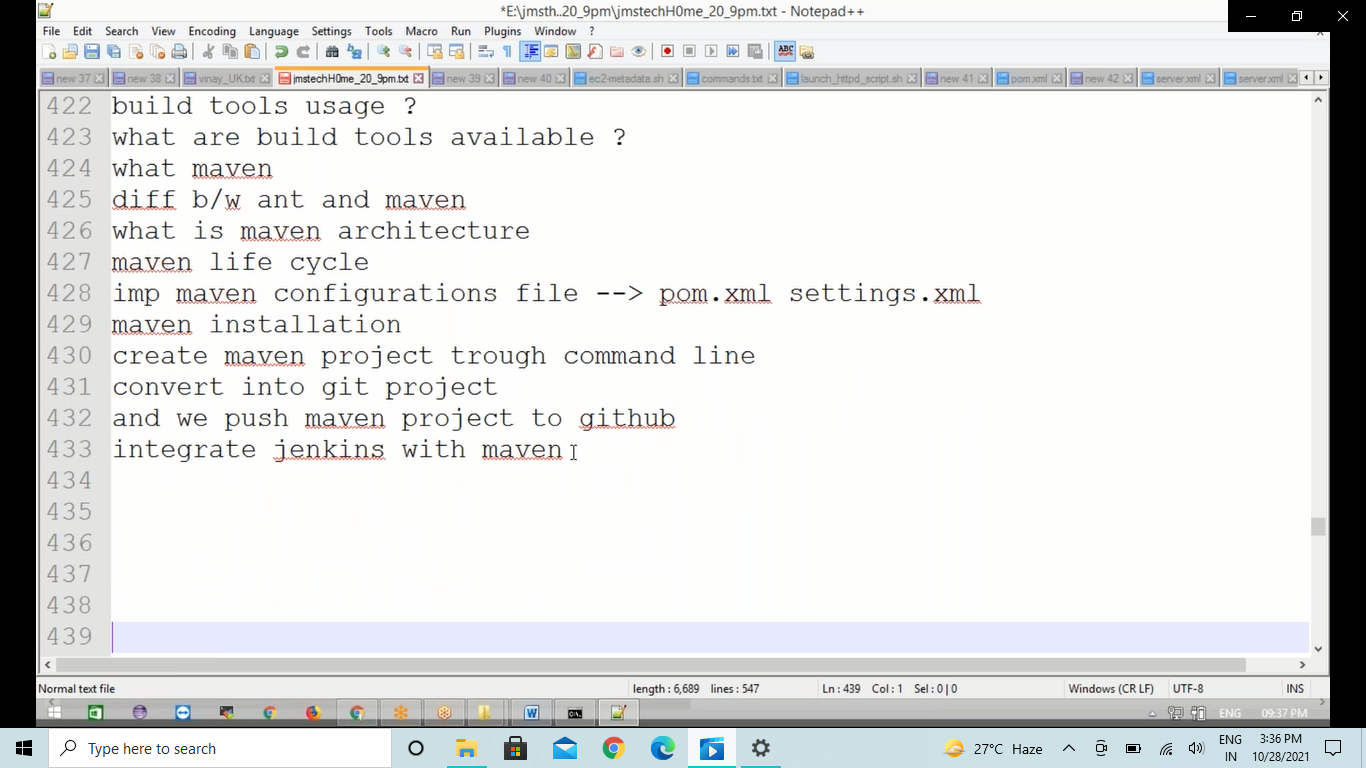 *E:\jmsth..20_9pm\jmstechH0me_20_9pm.txt - Notepad++
File Edit Search View Encoding Language Settings Tools Macro Run Plugins Window ?
new 37 new 38 vinay_UK.txt jmstechH0me_20_9pm.txt new 39 new 40 ec2-metadata.sh commands.txt launch_httpd_script.sh new 41 pom.xml new 42 server.xml server.xml
422 build tools usage ?
423 what are build tools available ?
424 what maven
425 diff b/w ant and maven
426 what is maven architecture
427 maven life cycle
428 imp maven configurations file --> pom.xml settings.xml
429 maven installation
430 create maven project trough command line
431 convert into git project
432 and we push maven project to github
433 integrate jenkins with maven
434
435
436
437
438
439
Normal text file length : 6,689 lines : 547 Ln : 439 Col : 1 Sel : 0 | 0 Windows (CR LF) UTF-8 INS
ENG 09:37 PM
Type here to search 27°C Haze ENG IN 3:36 PM 10/28/2021